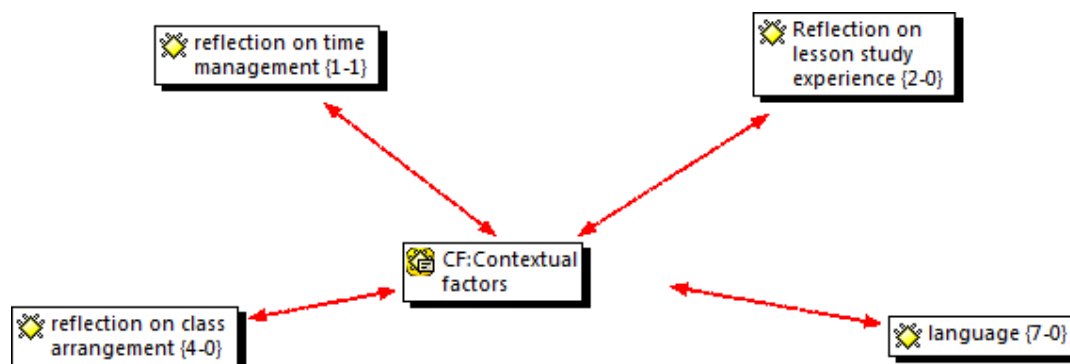 reflection on time
management {1-1}
Reflection on
lesson study
experience {2-0}
CF:Contextual
factors
reflection on class
arrangement {4-0}
language {7-0}